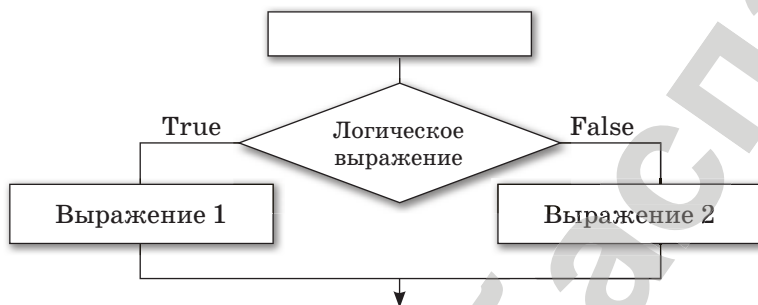 True
Логическое
выражение
False
Выражение 1
Выражение 2